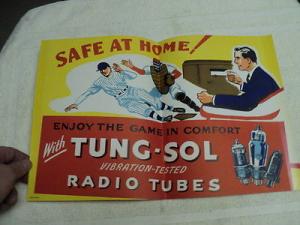 SAFE AT HOME!
ENJOY THE GAME IN COMFORT
With TUNG-SOL
VIBRATION-TESTED
RADIO TUBES